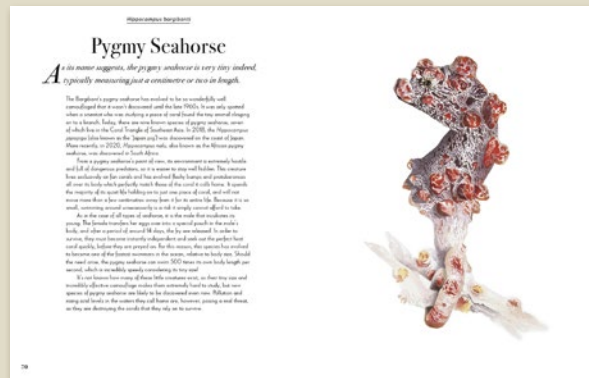 Hippocampus bargibanti
Pygmy Seahorse
As its name suggests, the pygmy seahorse is very tiny indeed,
typically measuring just a centimetre or two in length.
The Bargibant's pygmy seahorse has evolved to be so wonderfully well
camouflaged that it wasn't discovered until the late 1960s. It was only spotted
when a scientist who was studying a piece of coral found the tiny animal clinging
on to a branch. Today, there are nine known species of pygmy seahorse, seven
of which live in the Coral Triangle of Southeast Asia. In 2018, the Hippocampus
japapigu (also known as the 'Japan pig') was discovered on the coast of Japan.
More recently, in 2020, Hippocampus nalu, also known as the African pygmy
seahorse, was discovered in South Africa.
From a pygmy seahorse's point of view, its environment is extremely hostile
and full of dangerous predators, so it is easier to stay well hidden. This creature
lives exclusively on fan corals and has evolved fleshy bumps and protuberances
all over its body which perfectly match those of the coral it calls home. It spends
the majority of its quiet life holding on to just one piece of coral, and will not
move more than a few centimetres away from it for its entire life. Because it is so
small, swimming around unnecessarily is a risk it simply cannot afford to take.
As is the case of all types of seahorse, it is the male that incubates its
young. The female transfers her eggs into a special pouch in the male's
body, and after a period of around 14 days, the fry are released. In order to
survive, they must become instantly independent and seek out the perfect host
coral quickly, before they are preyed on. For this reason, this species has evolved
to become one of the fastest swimmers in the ocean, relative to body size. Should
the need arise, the pygmy seahorse can swim 500 times its own body length per
second, which is incredibly speedy considering its tiny size!
It's not known how many of these little creatures exist, as their tiny size and
incredibly effective camouflage makes them extremely hard to study, but new
species of pygmy seahorse are likely to be discovered even now. Pollution and
rising acid levels in the waters they call home are, however, posing a real threat,
as they are destroying the corals that they rely on to survive.